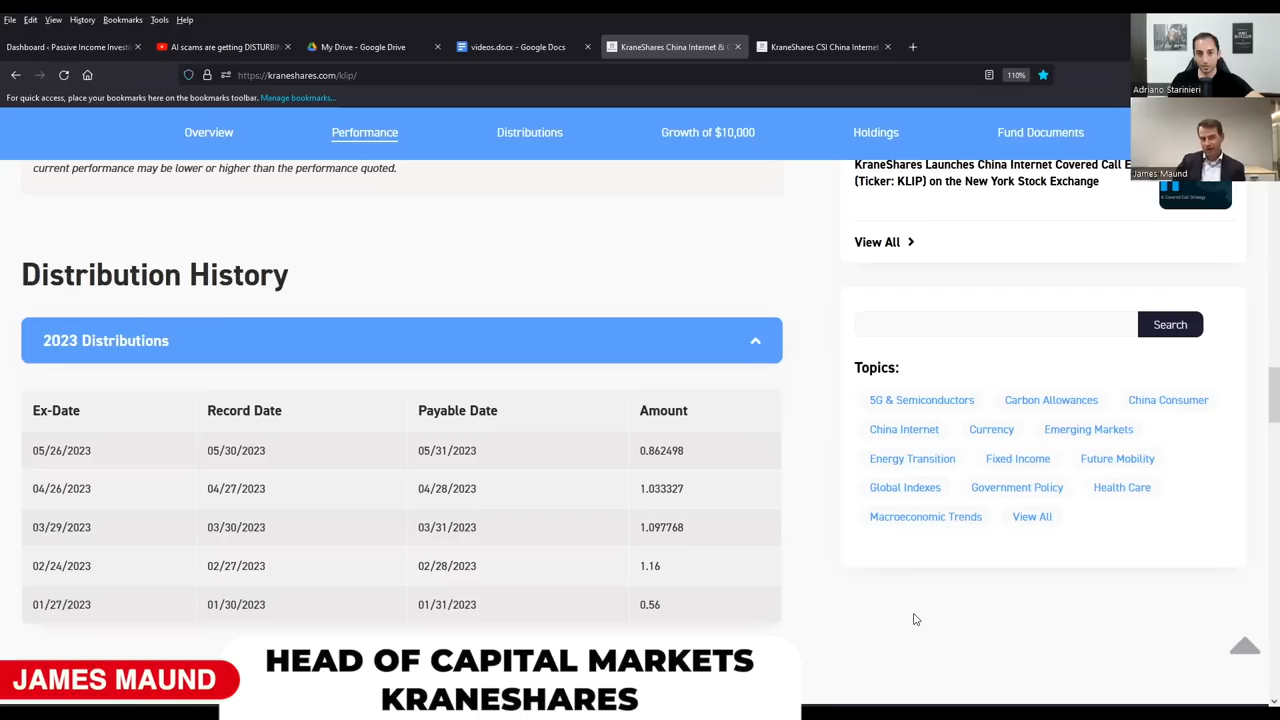 File Edit View History Bookmarks Tools Help
Dashboard ‹ Passive Income Investi
AI scams are getting DISTURBIN
My Drive - Google Drive
videos.docx - Google Docs
KraneShares China Internet & C
KraneShares CSI China Internet
https://kraneshares.com/klip/
110%
For quick access, place your bookmarks here on the bookmarks toolbar. Manage bookmarks...
Adriano Starinieri
James Maund
Overview Performance Distributions Growth of $10,000 Holdings Fund Documents
current performance may be lower or higher than the performance quoted.
KraneShares Launches China Internet Covered Call E
(Ticker: KLIP) on the New York Stock Exchange
& Covered Call Strategy
View All
Distribution History
2023 Distributions
Ex-Date Record Date Payable Date Amount
05/26/2023 05/30/2023 05/31/2023 0.862498
04/26/2023 04/27/2023 04/28/2023 1.033327
03/29/2023 03/30/2023 03/31/2023 1.097768
02/24/2023 02/27/2023 02/28/2023 1.16
01/27/2023 01/30/2023 01/31/2023 0.56
Search
Topics:
5G & Semiconductors Carbon Allowances China Consumer
China Internet Currency Emerging Markets
Energy Transition Fixed Income Future Mobility
Global Indexes Government Policy Health Care
Macroeconomic Trends View All
JAMES MAUND
HEAD OF CAPITAL MARKETS
KRANESHARES